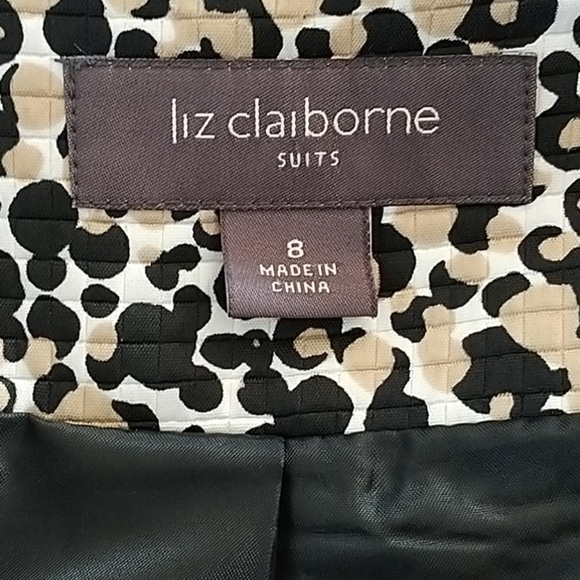 liz claiborne
SUITS
8
MADE IN
CHINA